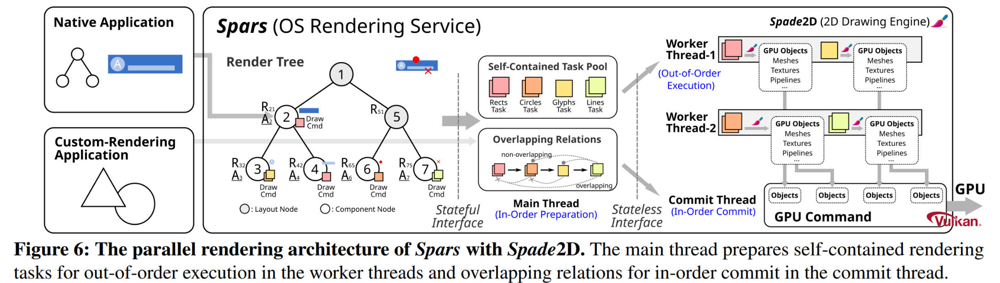 Native Application
A
Custom-Rendering
Application
Spars (OS Rendering Service)
Render Tree
A
1
R21
A2
2
Draw
Cmd
R51
5
R32
A3
3
A
Draw
Cmd
R42
A4
4
Draw
Cmd
R65
A6
6
Draw
Cmd
R75
A7
7
Draw
Cmd
: Layout Node
: Component Node
Stateful
Interface
Self-Contained Task Pool
Rects
Task
Circles
Task
Glyphs
Task
Lines
Task
Overlapping Relations
non-overlapping
overlapping
Main Thread
(In-Order Preparation)
Stateless
Interface
Spade2D (2D Drawing Engine)
Worker
Thread-1
(Out-of-Order
Execution)
GPU Objects
Meshes
Textures
Pipelines
...
GPU Objects
Meshes
Textures
Pipelines
...
Worker
Thread-2
GPU Objects
Meshes
Textures
Pipelines
...
GPU Objects
Meshes
Textures
Pipelines
...
Commit Thread
(In-Order Commit)
Objects
Objects
Objects
Objects
GPU Command
GPU
Vulkan.
Figure 6: The parallel rendering architecture of Spars with Spade2D. The main thread prepares self-contained rendering
tasks for out-of-order execution in the worker threads and overlapping relations for in-order commit in the commit thread.